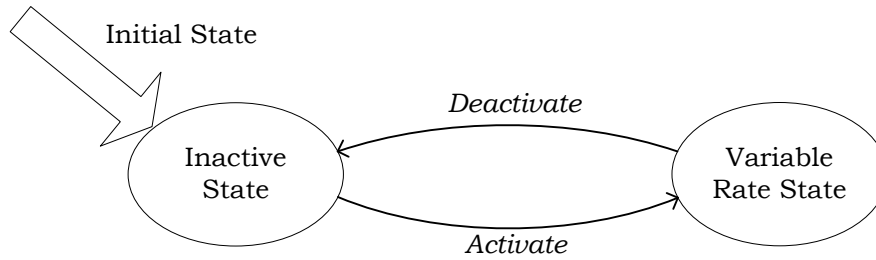 Initial State
Deactivate
Inactive
State
Variable
Rate State
Activate